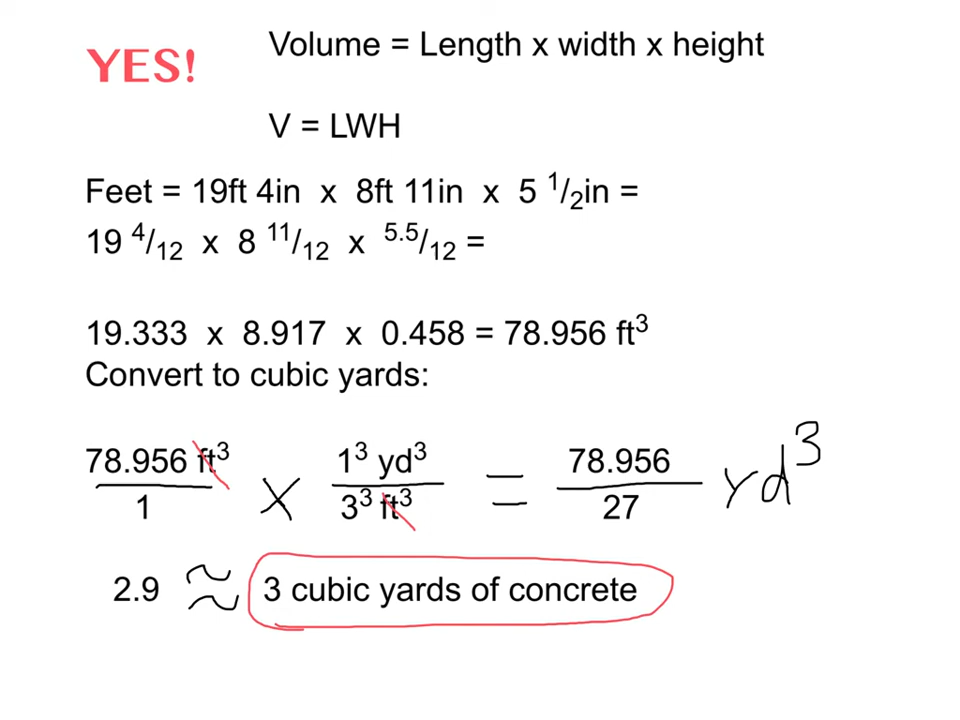 YES!
Volume = Length x width x height
V = LWH
Feet = 19ft 4in x 8ft 11in x 5 1/2in =
19 4/12 x 8 11/12 x 5.5/12 =
19.333 x 8.917 x 0.458 = 78.956 ft³
Convert to cubic yards:
78.956 ft³/1 x 1³ yd³/3³ ft³ = 78.956/27 yd³
2.9 ≈ 3 cubic yards of concrete